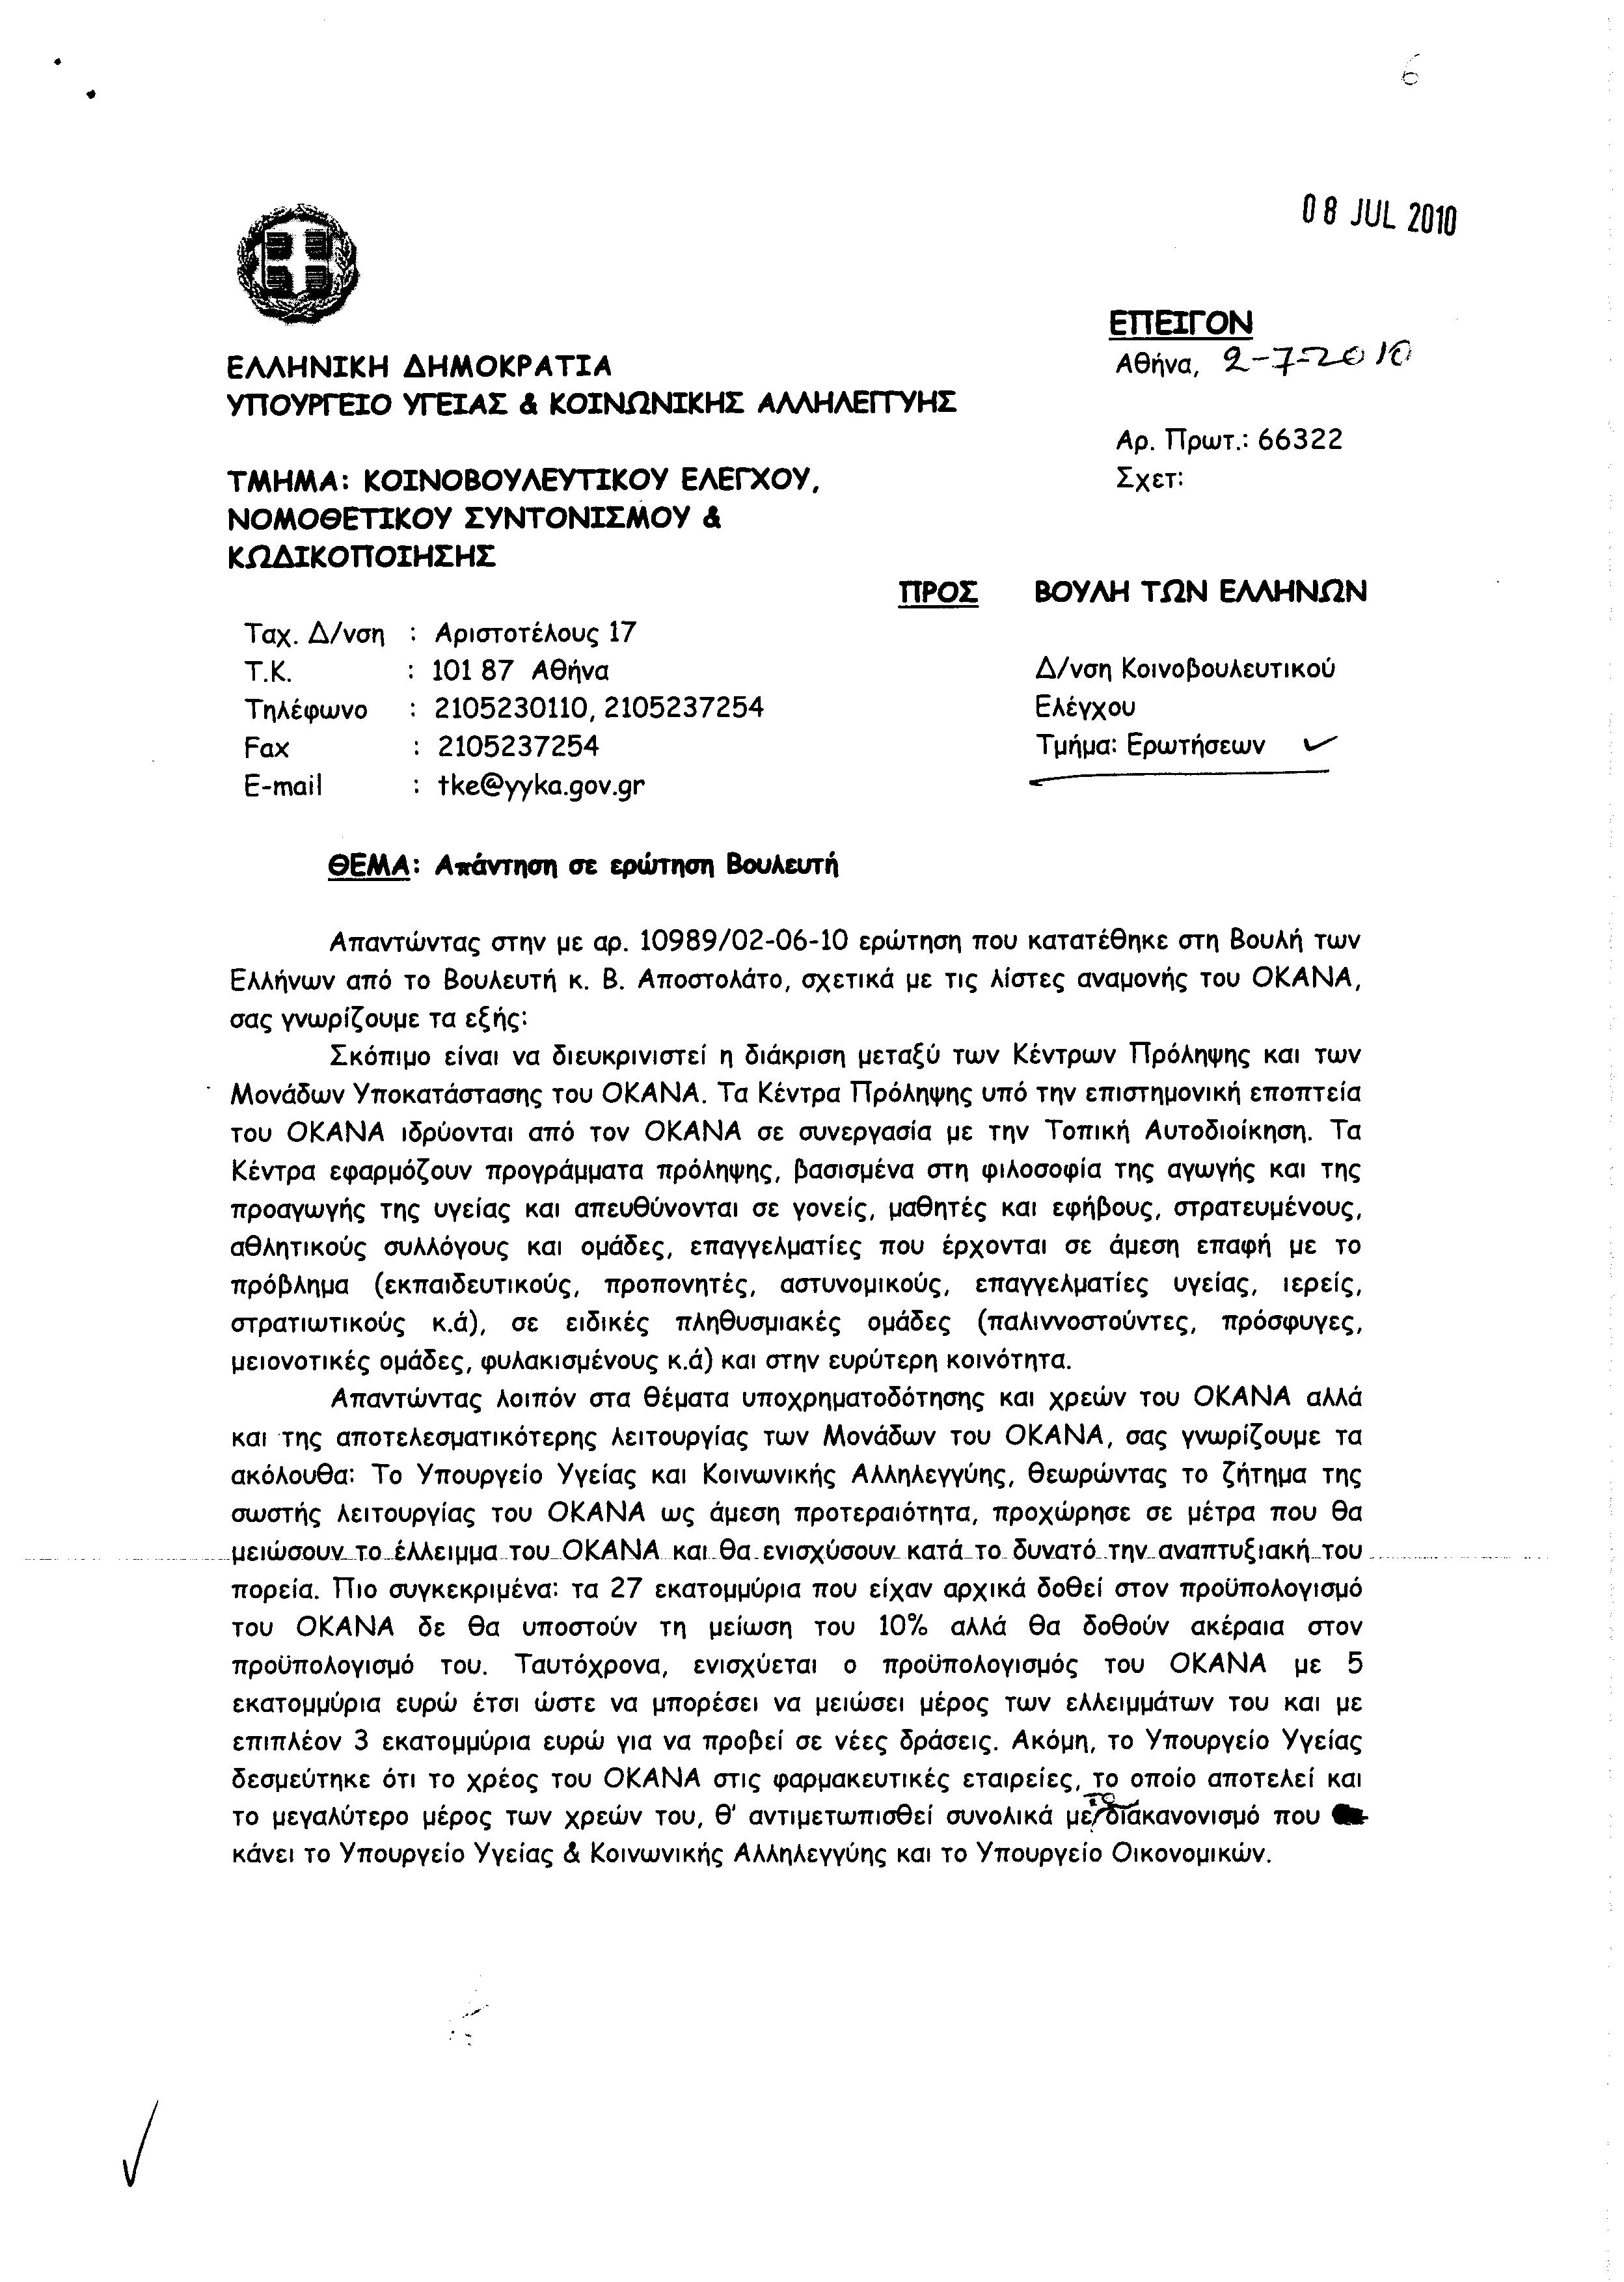 6
08 JUL 2010
ΕΠΕΙΓΟΝ
Αθήνα, 2-7-2010
ΕΛΛΗΝΙΚΗ ΔΗΜΟΚΡΑΤΙΑ
ΥΠΟΥΡΓΕΙΟ ΥΓΕΙΑΣ & ΚΟΙΝΩΝΙΚΗΣ ΑΛΛΗΛΕΓΓΥΗΣ
Αρ. Πρωτ.: 66322
Σχετ:
ΤΜΗΜΑ: ΚΟΙΝΟΒΟΥΛΕΥΤΙΚΟΥ ΕΛΕΓΧΟΥ,
ΝΟΜΟΘΕΤΙΚΟΥ ΣΥΝΤΟΝΙΣΜΟΥ &
ΚΩΔΙΚΟΠΟΙΗΣΗΣ
ΠΡΟΣ ΒΟΥΛΗ ΤΩΝ ΕΛΛΗΝΩΝ
Ταχ. Δ/νση : Αριστοτέλους 17
Τ.Κ. : 101 87 Αθήνα
Τηλέφωνο : 2105230110, 2105237254
Fax : 2105237254
E-mail : tke@yyka.gov.gr
Δ/νση Κοινοβουλευτικού
Ελέγχου
Τμήμα: Ερωτήσεων
ΘΕΜΑ: Απάντηση σε ερώτηση Βουλευτή
Απαντώντας στην με αρ. 10989/02-06-10 ερώτηση που κατατέθηκε στη Βουλή των
Ελλήνων από το Βουλευτή κ. Β. Αποστολάτο, σχετικά με τις λίστες αναμονής του ΟΚΑΝΑ,
σας γνωρίζουμε τα εξής:
Σκόπιμο είναι να διευκρινιστεί η διάκριση μεταξύ των Κέντρων Πρόληψης και των
Μονάδων Υποκατάστασης του ΟΚΑΝΑ. Τα Κέντρα Πρόληψης υπό την επιστημονική εποπτεία
του ΟΚΑΝΑ ιδρύονται από τον ΟΚΑΝΑ σε συνεργασία με την Τοπική Αυτοδιοίκηση. Τα
Κέντρα εφαρμόζουν προγράμματα πρόληψης, βασισμένα στη φιλοσοφία της αγωγής και της
προαγωγής της υγείας και απευθύνονται σε γονείς, μαθητές και εφήβους, στρατευμένους,
αθλητικούς συλλόγους και ομάδες, επαγγελματίες που έρχονται σε άμεση επαφή με το
πρόβλημα (εκπαιδευτικούς, προπονητές, αστυνομικούς, επαγγελματίες υγείας, ιερείς,
στρατιωτικούς κ.ά), σε ειδικές πληθυσμιακές ομάδες (παλιννοστούντες, πρόσφυγες,
μειονοτικές ομάδες, φυλακισμένους κ.ά) και στην ευρύτερη κοινότητα.
Απαντώντας λοιπόν στα θέματα υποχρηματοδότησης και χρεών του ΟΚΑΝΑ αλλά
και της αποτελεσματικότερης λειτουργίας των Μονάδων του ΟΚΑΝΑ, σας γνωρίζουμε τα
ακόλουθα: Το Υπουργείο Υγείας και Κοινωνικής Αλληλεγγύης, θεωρώντας το ζήτημα της
σωστής λειτουργίας του ΟΚΑΝΑ ως άμεση προτεραιότητα, προχώρησε σε μέτρα που θα
μειώσουν το έλλειμμα του ΟΚΑΝΑ και θα ενισχύσουν κατά το δυνατό την αναπτυξιακή του
πορεία. Πιο συγκεκριμένα: τα 27 εκατομμύρια που είχαν αρχικά δοθεί στον προϋπολογισμό
του ΟΚΑΝΑ δε θα υποστούν τη μείωση του 10% αλλά θα δοθούν ακέραια στον
προϋπολογισμό του. Ταυτόχρονα, ενισχύεται ο προϋπολογισμός του ΟΚΑΝΑ με 5
εκατομμύρια ευρώ έτσι ώστε να μπορέσει να μειώσει μέρος των ελλειμμάτων του και με
επιπλέον 3 εκατομμύρια ευρώ για να προβεί σε νέες δράσεις. Ακόμη, το Υπουργείο Υγείας
δεσμεύτηκε ότι το χρέος του ΟΚΑΝΑ στις φαρμακευτικές εταιρείες, το οποίο αποτελεί και
το μεγαλύτερο μέρος των χρεών του, θ' αντιμετωπισθεί συνολικά με το διακανονισμό που
κάνει το Υπουργείο Υγείας & Κοινωνικής Αλληλεγγύης και το Υπουργείο Οικονομικών.